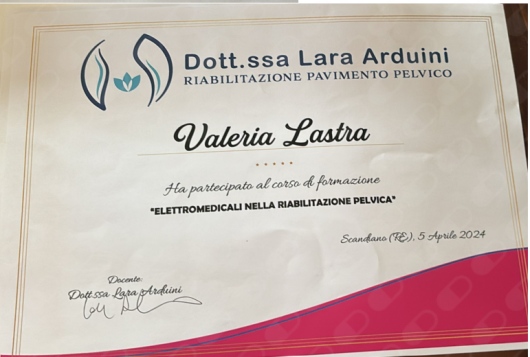 Dott.ssa Lara Arduini
RIABILITAZIONE PAVIMENTO PELVICO
Valeria Lastra
Ha partecipato al corso di formazione
"ELETTROMEDICALI NELLA RIABILITAZIONE PELVICA"
Scandiano (RE), 5 Aprile 2024
Docente:
Dott.ssa Lara Arduini